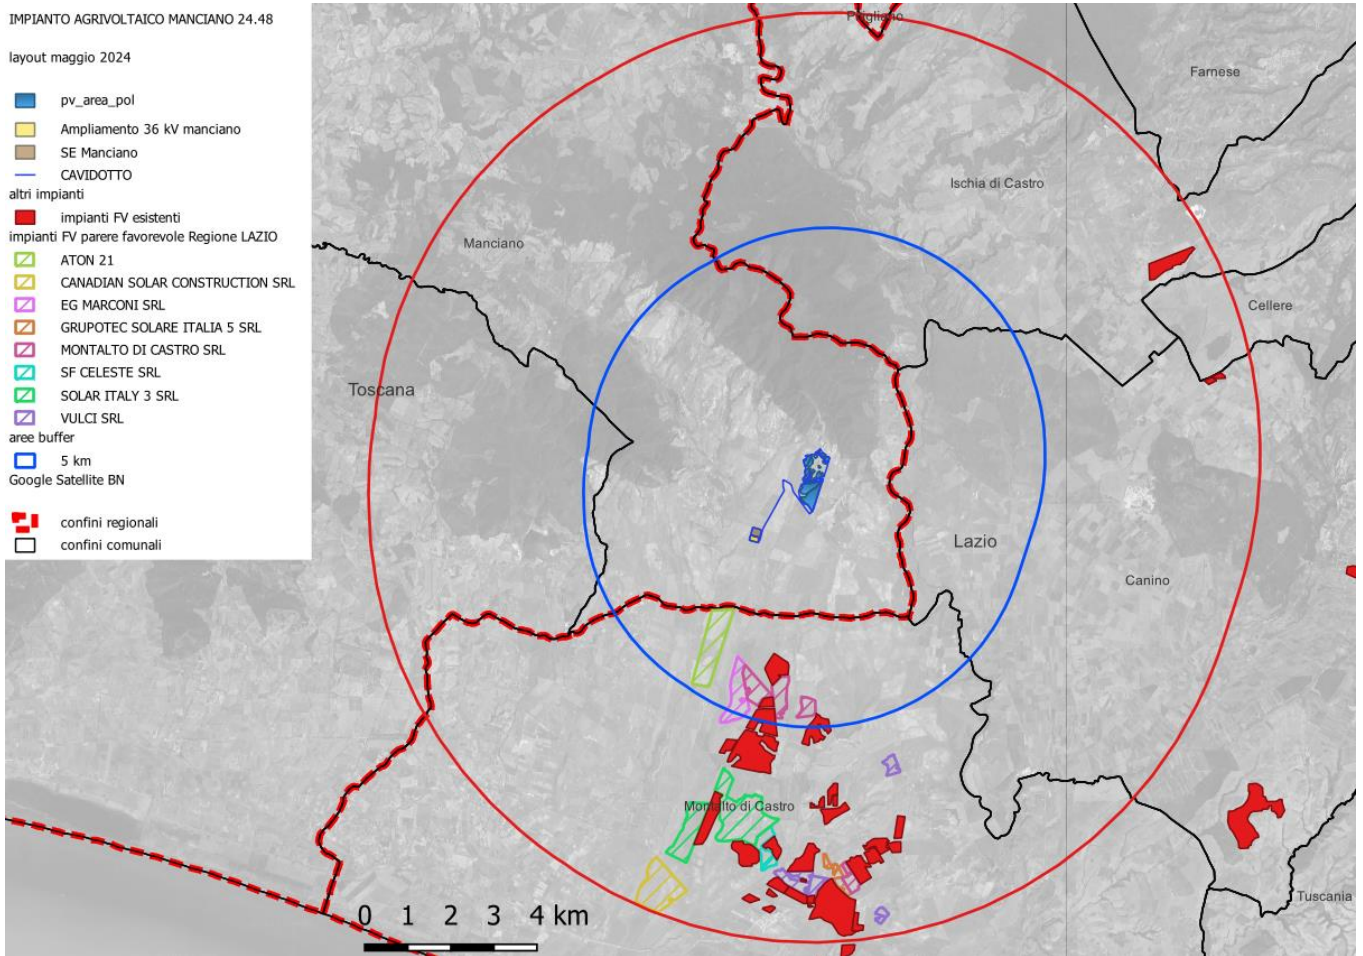 IMPIANTO AGRIVOLTAICO MANCIANO 24.48
layout maggio 2024
pv_area_pol
Ampliamento 36 kV manciano
SE Manciano
CAVIDOTTO
altri impianti
impianti FV esistenti
impianti FV parere favorevole Regione LAZIO
ATON 21
CANADIAN SOLAR CONSTRUCTION SRL
EG MARCONI SRL
GRUPOTEC SOLARE ITALIA 5 SRL
MONTALTO DI CASTRO SRL
SF CELESTE SRL
SOLAR ITALY 3 SRL
VULCI SRL
aree buffer
5 km
Google Satellite BN
confini regionali
confini comunali
Pitigliano
Farnese
Ischia di Castro
Manciano
Cellere
Toscana
Lazio
Canino
Montalto di Castro
Tuscania
0 1 2 3 4 km